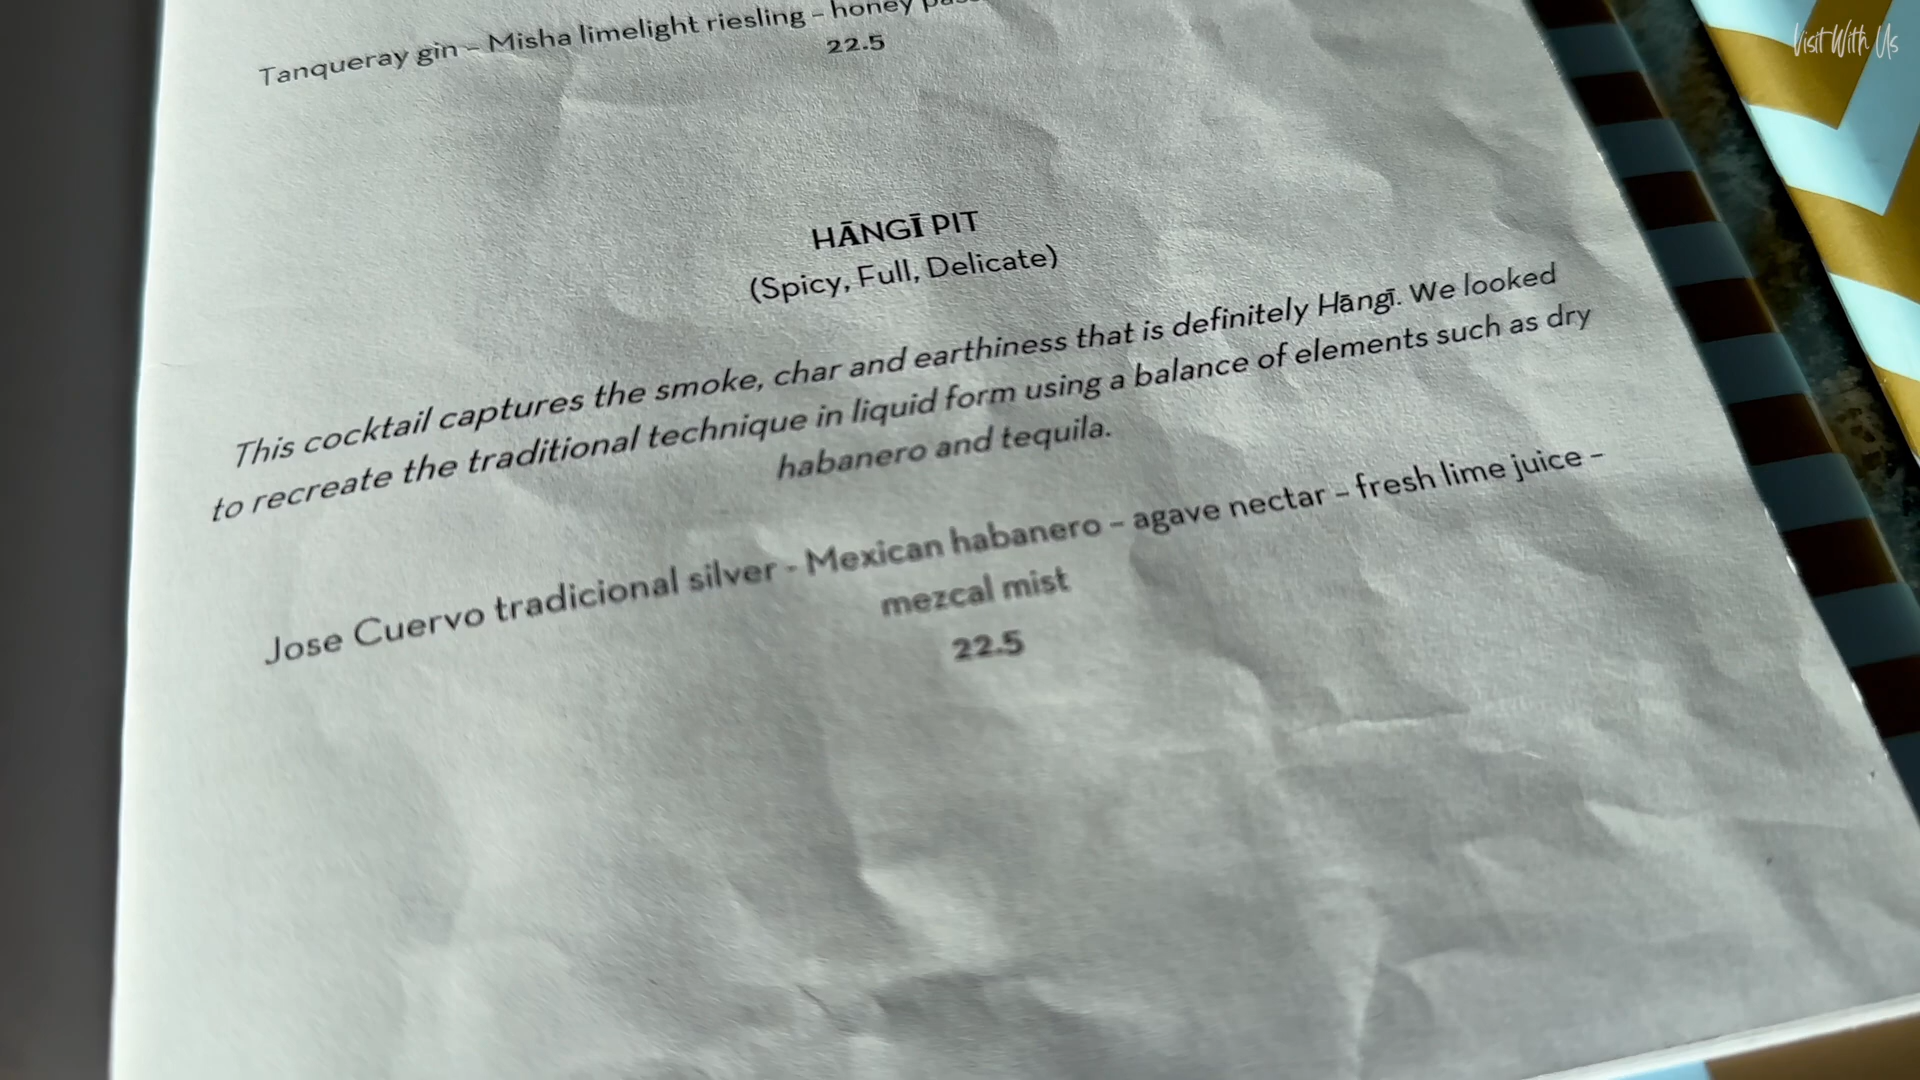 Tanqueray gin – Misha limelight riesling – honey
22.5
HĀNGĪ PIT
(Spicy, Full, Delicate)
This cocktail captures the smoke, char and earthiness that is definitely Hāngī. We looked
to recreate the traditional technique in liquid form using a balance of elements such as dry
habanero and tequila.
Jose Cuervo tradicional silver - Mexican habanero – agave nectar – fresh lime juice –
mezcal mist
22.5
Visit With Us